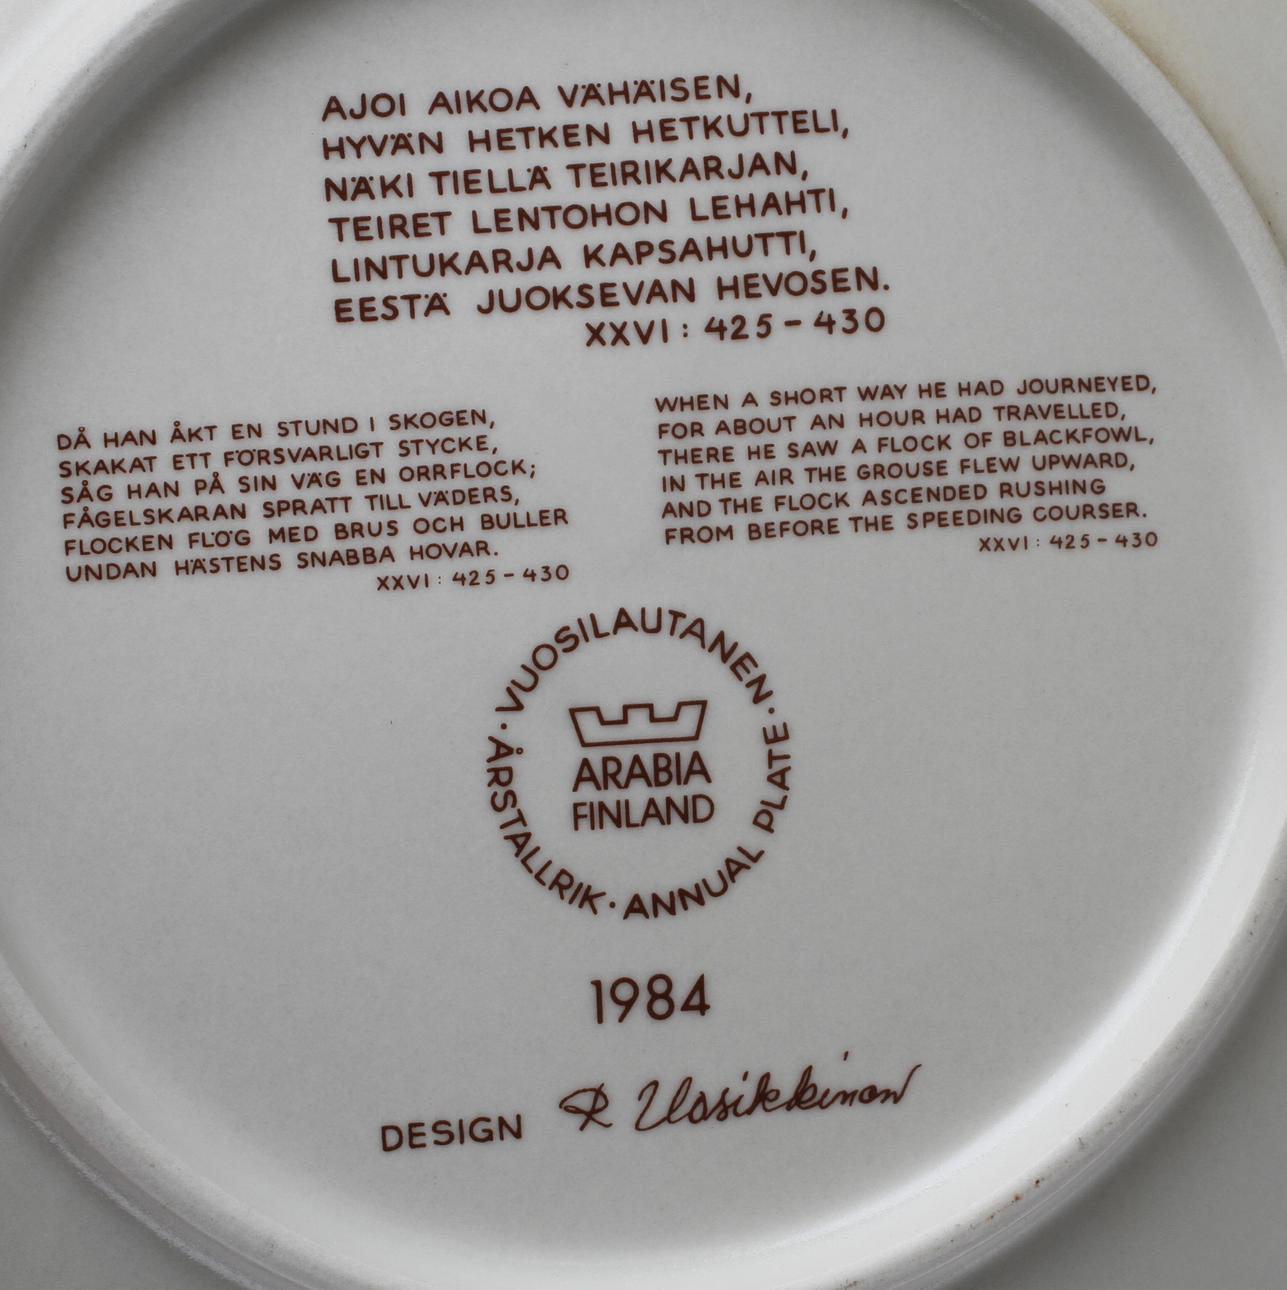 AJOI AIKOA VÄHÄISEN,
HYVÄN HETKEN HETKUTTELI,
NÄKI TIELLÄ TEIRIKARJAN,
TEIRET LENTOHON LEHAHTI,
LINTUKARJA KAPSAHUTTI,
EESTÄ JUOKSEVAN HEVOSEN.
XXVI: 425-430
DÅ HAN ÅKT EN STUND I SKOGEN,
SKAKAT ETT FÖRSVARLIGT STYCKE,
SÅG HAN PÅ SIN VÄG EN ORRFLOCK;
FÅGELSKARAN SPRATT TILL VÄDERS,
FLOCKEN FLÖG MED BRUS OCH BULLER
UNDAN HÄSTENS SNABBA HOVAR.
XXVI: 425-430
WHEN A SHORT WAY HE HAD JOURNEYED,
FOR ABOUT AN HOUR HAD TRAVELLED,
THERE HE SAW A FLOCK OF BLACKFOWL,
IN THE AIR THE GROUSE FLEW UPWARD,
AND THE FLOCK ASCENDED RUSHING
FROM BEFORE THE SPEEDING COURSER.
XXVI: 425-430
· VUOSILAUTANEN · ANNUAL PLATE · ÅRSTALLRIK
ARABIA
FINLAND
1984
DESIGN R Uosikkinen